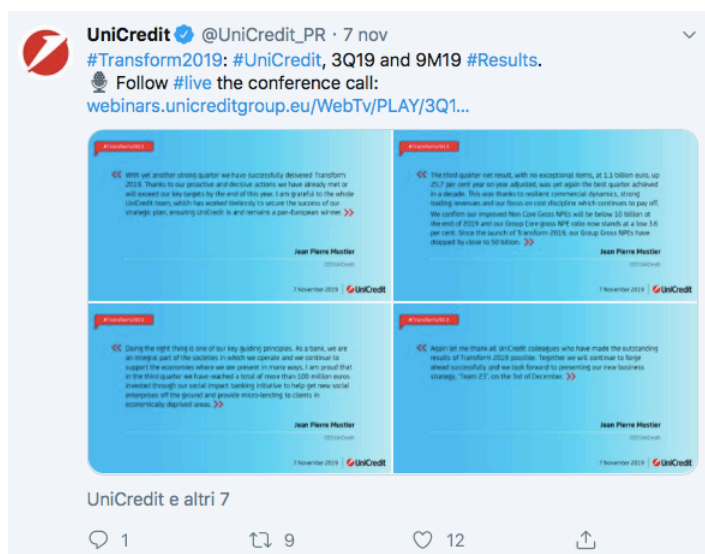 UniCredit @UniCredit_PR · 7 nov
#Transform2019: #UniCredit, 3Q19 and 9M19 #Results.
Follow #live the conference call:
webinars.unicreditgroup.eu/WebTv/PLAY/3Q1...
#Transform2019
« With yet another strong quarter we have successfully delivered Transform
2019. Thanks to our proactive and decisive actions we have already met or
will exceed our key targets by the end of this year. I am grateful to the whole
UniCredit team, which has worked tirelessly to secure the success of our
strategic plan, ensuring UniCredit is and remains a pan-European winner. »
Jean Pierre Mustier
CEO UniCredit
7 November 2019 | UniCredit
#Transform2019
« The third quarter net result, with no exceptional items, at 1.1 billion euro, up
25,7 per cent year on year adjusted, was yet again the best quarter achieved
in a decade. This was thanks to resilient commercial dynamics, strong
trading revenues and our focus on cost discipline which continues to pay off.
We confirm our improved Non Core Gross NPEs will be below 10 billion at
the end of 2019 and our Group Core gross NPE ratio now stands at a low 3.6
per cent. Since the launch of Transform 2019, our Group Gross NPEs have
dropped by close to 50 billion. »
Jean Pierre Mustier
CEO UniCredit
7 November 2019 | UniCredit
#Transform2019
« Doing the right thing is one of our key guiding principles. As a bank, we are
an integral part of the societies in which we operate and we continue to
support the economies where we are present in many ways. I am proud that
in the third quarter we have reached a total of more than 100 million euros
invested through our social impact banking initiative to help get new social
enterprises off the ground and provide micro-lending to clients in
economically deprived areas. »
Jean Pierre Mustier
CEO UniCredit
7 November 2019 | UniCredit
#Transform2019
« Again let me thank all UniCredit colleagues who have made the outstanding
results of Transform 2019 possible. Together we will continue to forge
ahead successfully and we look forward to presenting our new business
strategy, 'Team 23', on the 3rd of December. »
Jean Pierre Mustier
CEO UniCredit
7 November 2019 | UniCredit
UniCredit e altri 7
1 9 12